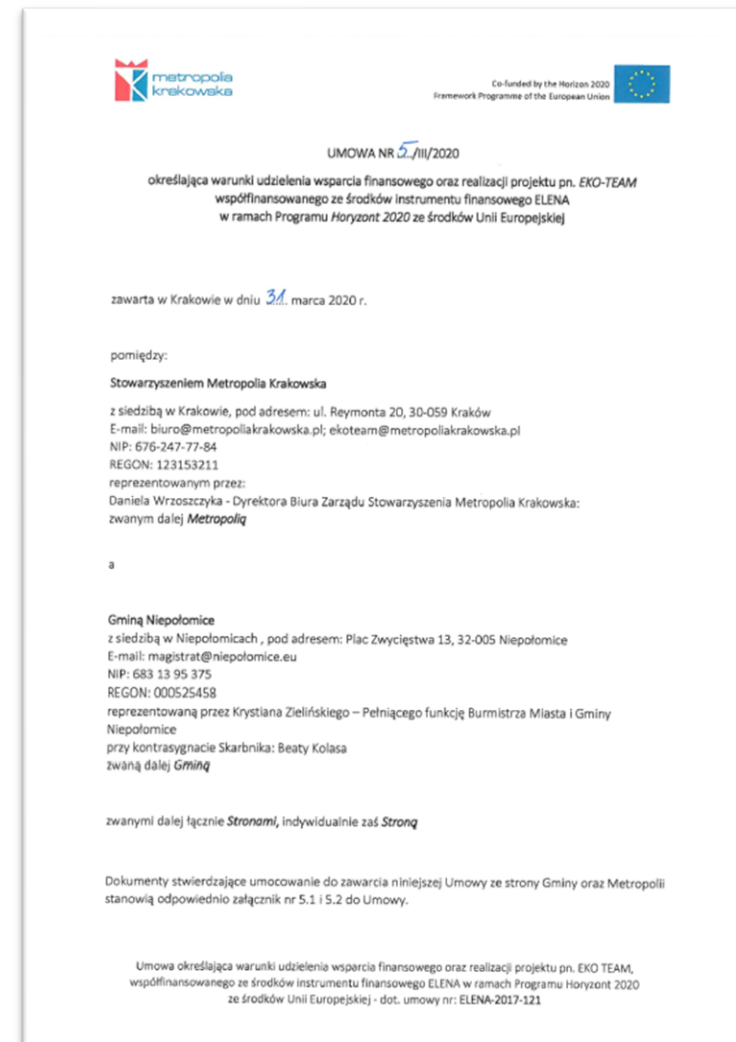 metropolia
krakowska
Co-funded by the Horizon 2020
Framework Programme of the European Union
UMOWA NR 5../III/2020
określająca warunki udzielenia wsparcia finansowego oraz realizacji projektu pn. EKO-TEAM
współfinansowanego ze środków instrumentu finansowego ELENA
w ramach Programu Horyzont 2020 ze środków Unii Europejskiej
zawarta w Krakowie w dniu 31. marca 2020 r.
pomiędzy:
Stowarzyszeniem Metropolia Krakowska
z siedzibą w Krakowie, pod adresem: ul. Reymonta 20, 30-059 Kraków
E-mail: biuro@metropoliakrakowska.pl; ekoteam@metropoliakrakowska.pl
NIP: 676-247-77-84
REGON: 123153211
reprezentowanym przez:
Daniela Wrzoszczyka - Dyrektora Biura Zarządu Stowarzyszenia Metropolia Krakowska:
zwanym dalej Metropolią
a
Gminą Niepołomice
z siedzibą w Niepołomicach , pod adresem: Plac Zwycięstwa 13, 32-005 Niepołomice
E-mail: magistrat@niepołomice.eu
NIP: 683 13 95 375
REGON: 000525458
reprezentowaną przez Krystiana Zielińskiego – Pełniącego funkcję Burmistrza Miasta i Gminy
Niepołomice
przy kontrasygnacie Skarbnika: Beaty Kolasa
zwaną dalej Gminą
zwanymi dalej łącznie Stronami, indywidualnie zaś Stroną
Dokumenty stwierdzające umocowanie do zawarcia niniejszej Umowy ze strony Gminy oraz Metropolii
stanowią odpowiednio załącznik nr 5.1 i 5.2 do Umowy.
Umowa określająca warunki udzielenia wsparcia finansowego oraz realizacji projektu pn. EKO TEAM,
współfinansowanego ze środków instrumentu finansowego ELENA w ramach Programu Horyzont 2020
ze środków Unii Europejskiej - dot. umowy nr: ELENA-2017-121